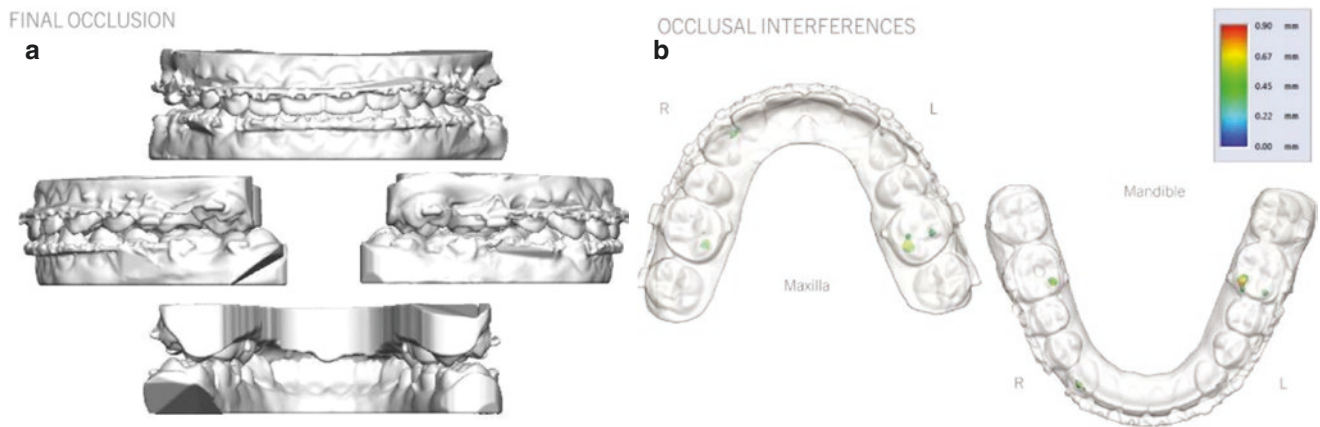 FINAL OCCLUSION
a
OCCLUSAL INTERFERENCES
b
0.90 mm
0.67 mm
0.45 mm
0.22 mm
0.00 mm
R
L
Maxilla
Mandible
R
L